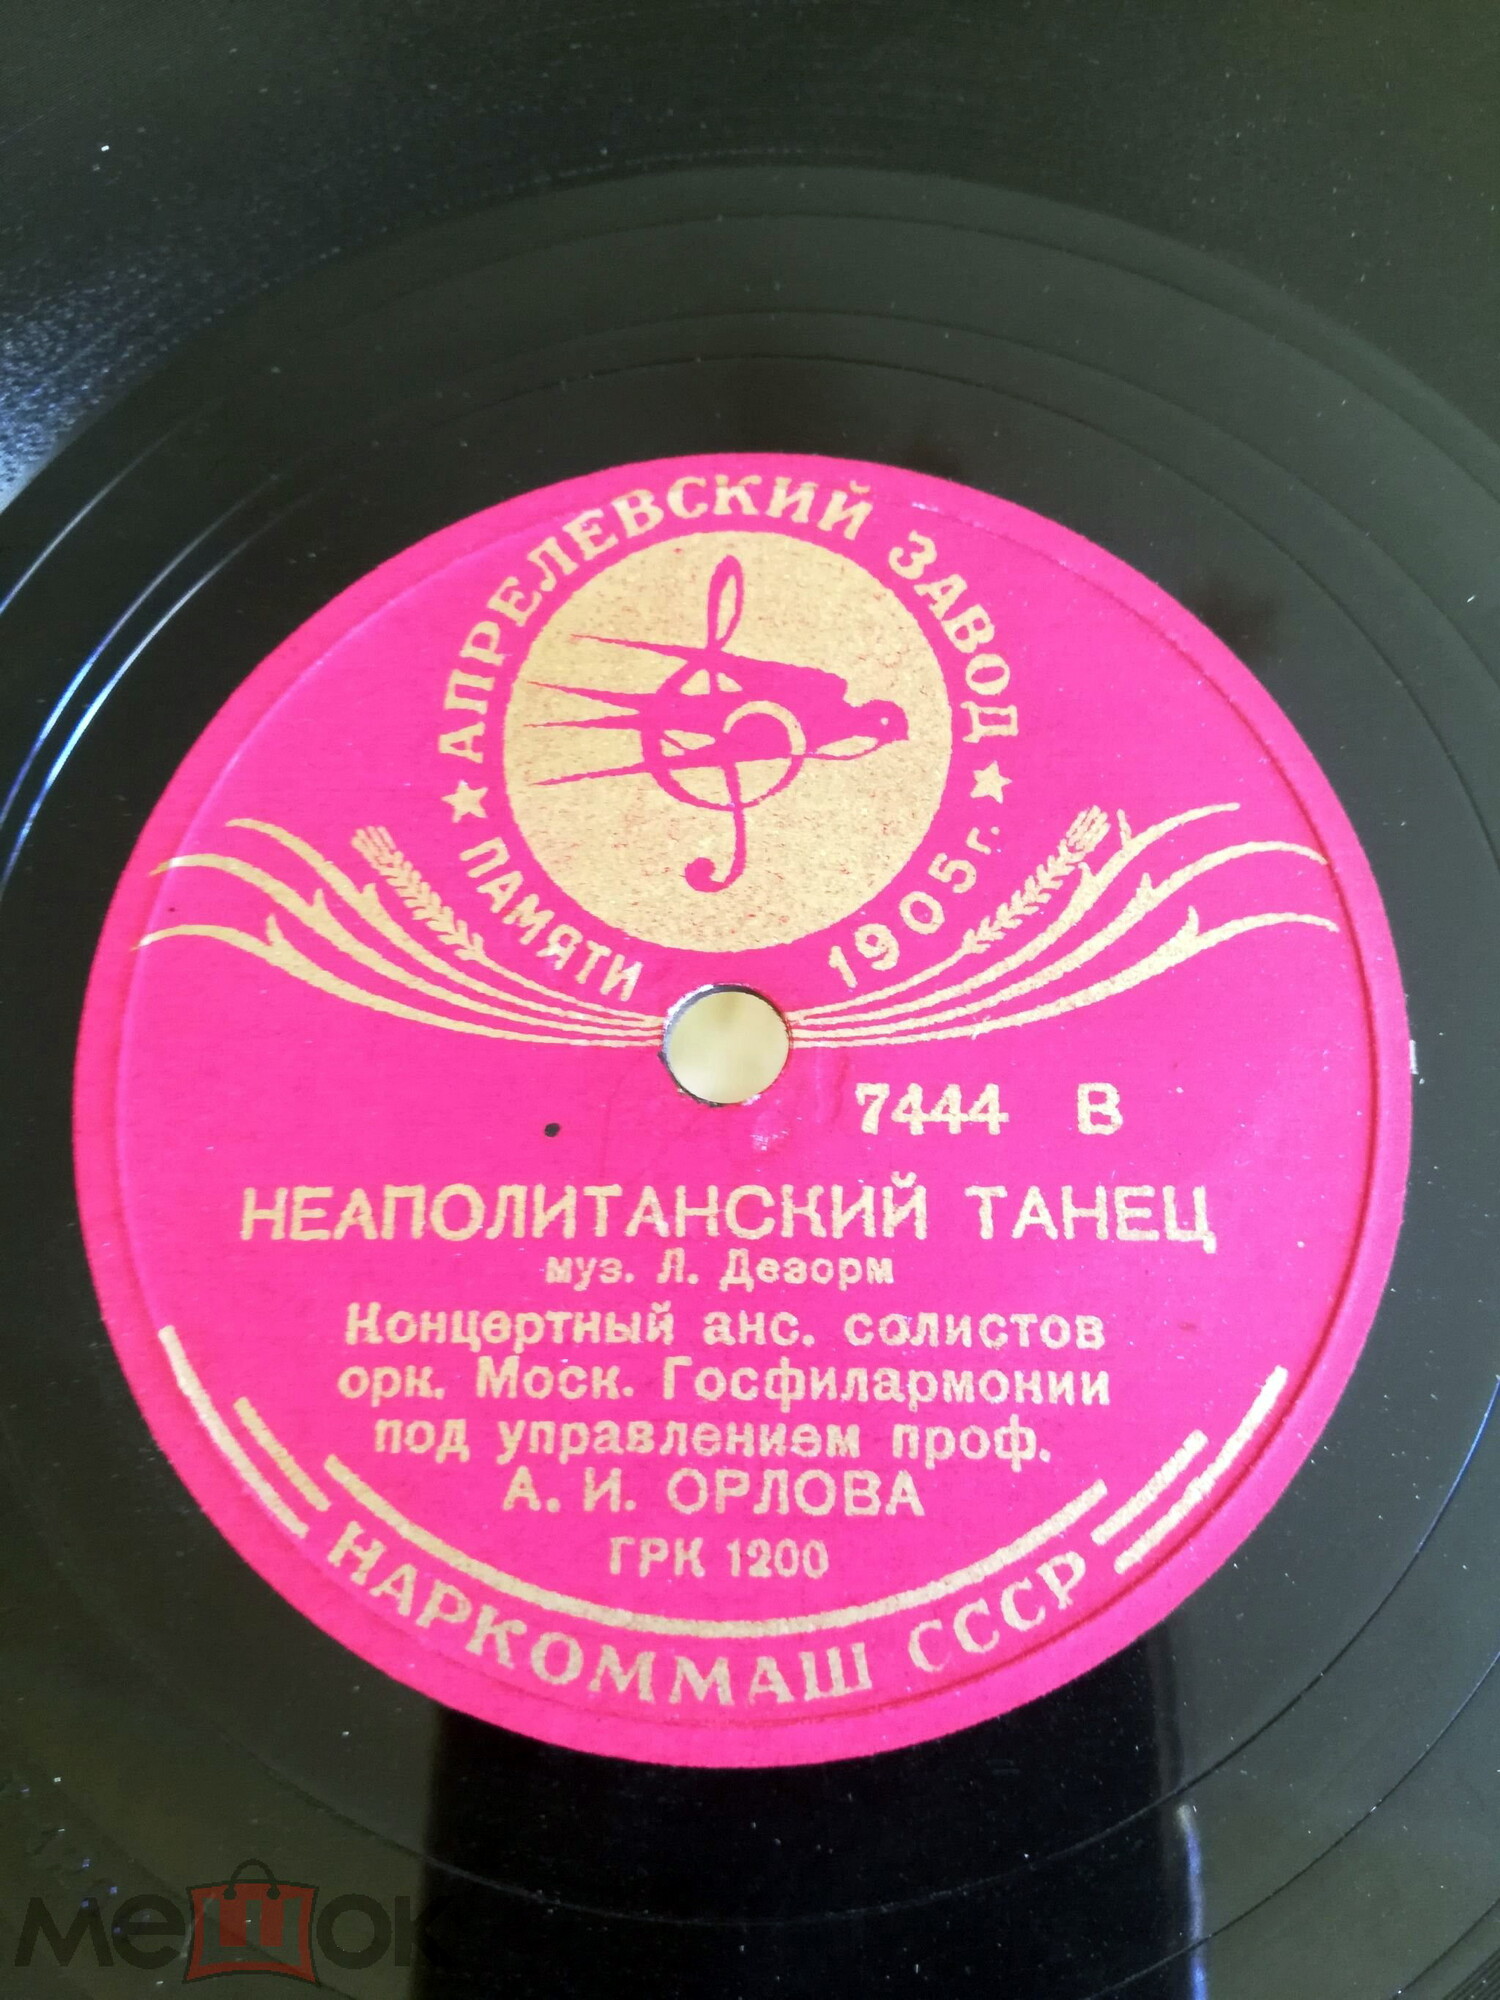 АПРЕЛЕВСКИЙ ЗАВОД
ПАМЯТИ 1905 г.
7444 В
НЕАПОЛИТАНСКИЙ ТАНЕЦ
муз. Л. Дезорм
Концертный анс. солистов
орк. Моск. Госфилармонии
под управлением проф.
А. И. ОРЛОВА
ГРК 1200
НАРКОММАШ СССР
мешок